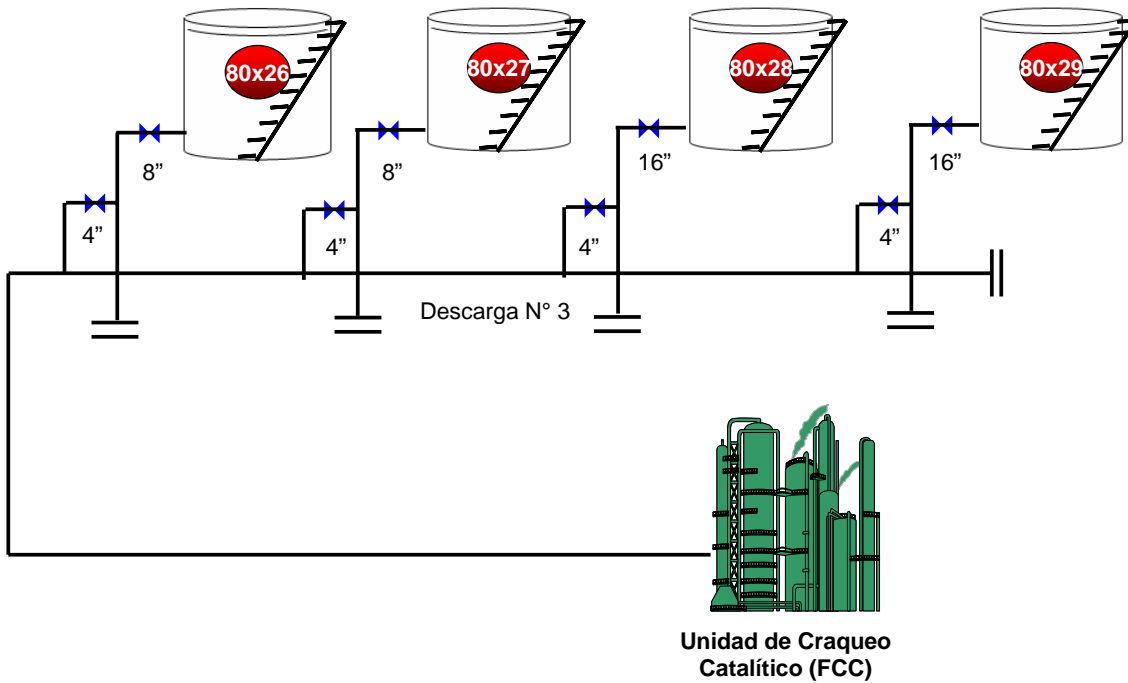 80x26
80x27
80x28
80x29
8”
8”
16”
16”
4”
4”
4”
4”
Descarga N° 3
Unidad de Craqueo
Catalítico (FCC)